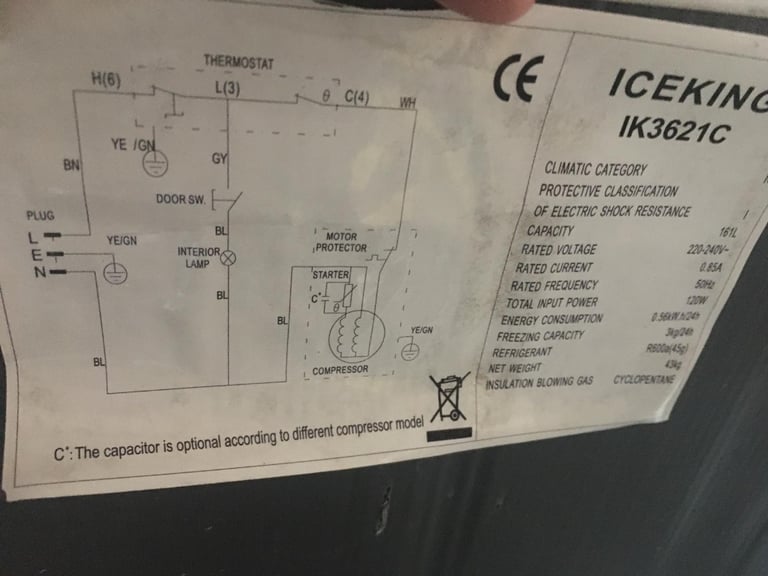 THERMOSTAT
H(6)
L(3)
θ
C(4)
WH
YE /GN
BN
GY
DOOR SW.
PLUG
L
E
N
YE/GN
BL
INTERIOR
LAMP
BL
BL
BL
MOTOR
PROTECTOR
STARTER
C*
θ
YE/GN
COMPRESSOR
C*: The capacitor is optional according to different compressor model
CE
ICEKING
IK3621C
CLIMATIC CATEGORY
PROTECTIVE CLASSIFICATION
OF ELECTRIC SHOCK RESISTANCE I
CAPACITY 161L
RATED VOLTAGE 220-240V~
RATED CURRENT 0.85A
RATED FREQUENCY 50Hz
TOTAL INPUT POWER 120W
ENERGY CONSUMPTION 0.56kW.h/24h
FREEZING CAPACITY 3kg/24h
REFRIGERANT R600a(45g)
NET WEIGHT 43kg
INSULATION BLOWING GAS CYCLOPENTANE